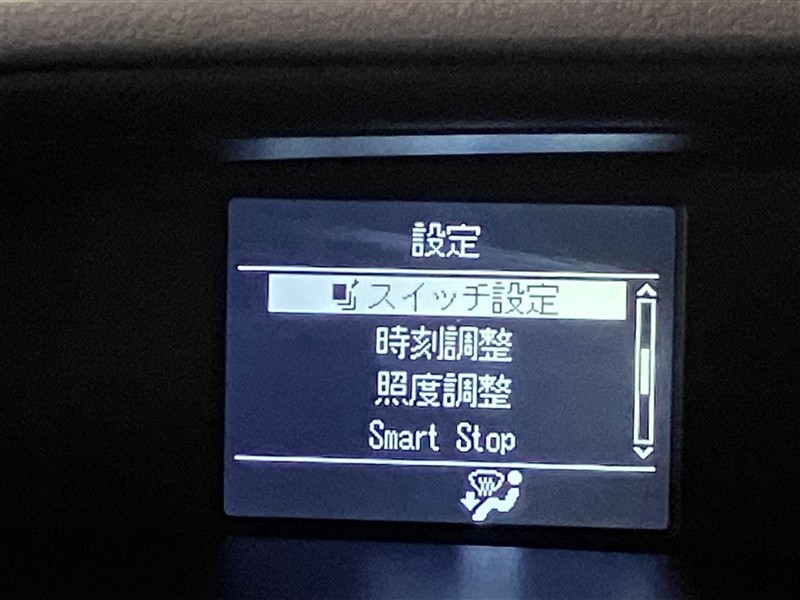 設定
スイッチ設定
時刻調整
照度調整
Smart Stop